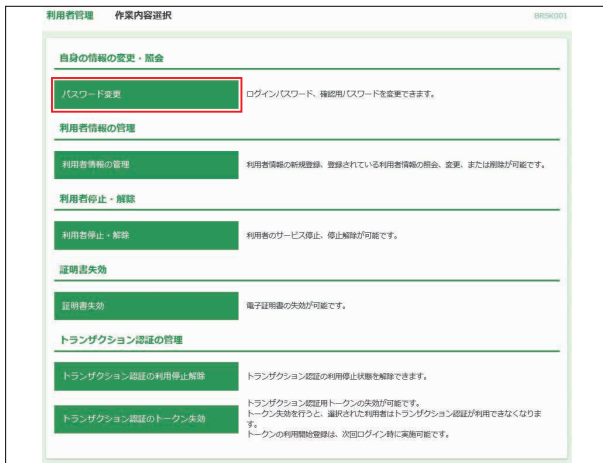 利用者管理 作業内容選択 BRSK001
自身の情報の変更・照会
パスワード変更 ログインパスワード、確認用パスワードを変更できます。
利用者情報の管理
利用者情報の管理 利用者情報の新規登録、登録されている利用者情報の照会、変更、または削除が可能です。
利用者停止・解除
利用者停止・解除 利用者のサービス停止、停止解除が可能です。
証明書失効
証明書失効 電子証明書の失効が可能です。
トランザクション認証の管理
トランザクション認証の利用停止解除 トランザクション認証の利用停止状態を解除できます。
トランザクション認証のトークン失効 トランザクション認証用トークンの失効が可能です。
トークン失効を行うと、選択された利用者はトランザクション認証が利用できなくなりま
す。
トークンの利用開始登録は、次回ログイン時に実施可能です。